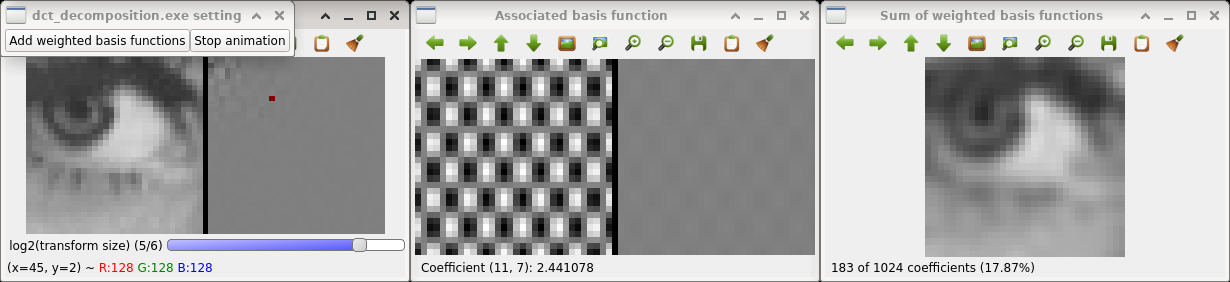 dct_decomposition.exe setting
Add weighted basis functions
Stop animation
log2(transform size) (5/6)
(x=45, y=2) ~ R:128 G:128 B:128
Associated basis function
Coefficient (11, 7): 2.441078
Sum of weighted basis functions
183 of 1024 coefficients (17.87%)